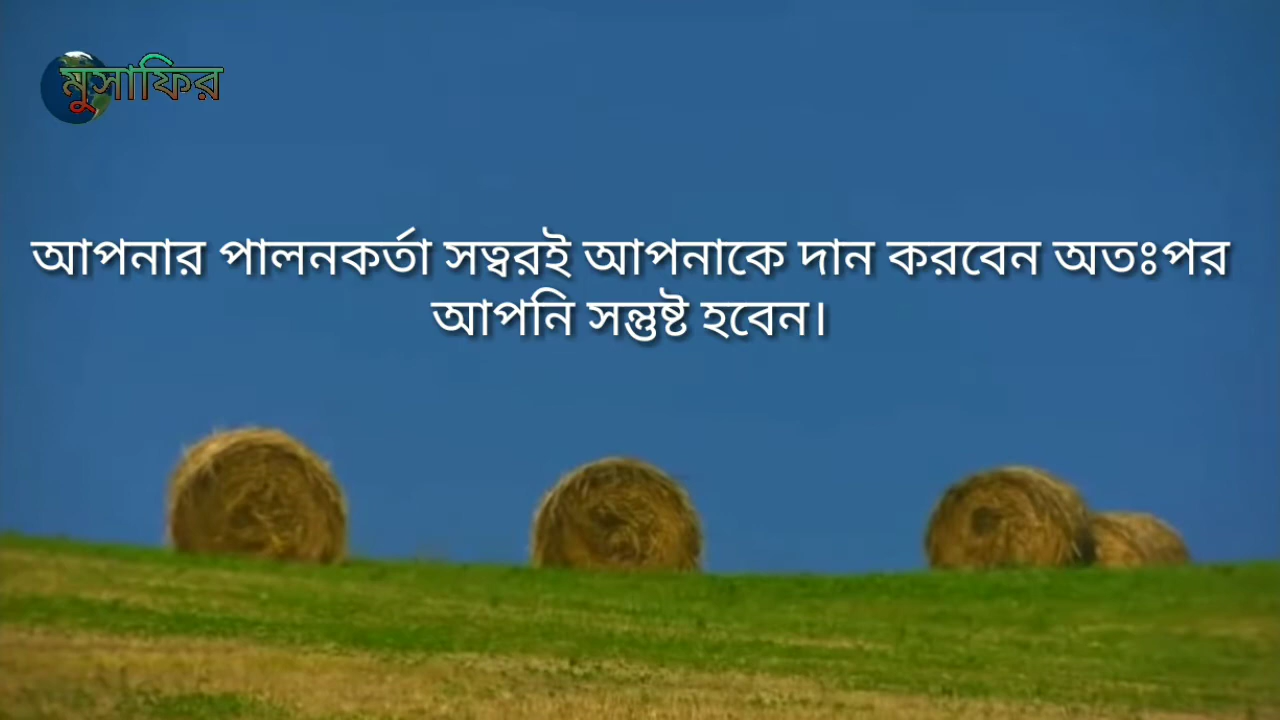 মুসাফির
আপনার পালনকর্তা সত্বরই আপনাকে দান করবেন অতঃপর
আপনি সন্তুষ্ট হবেন।